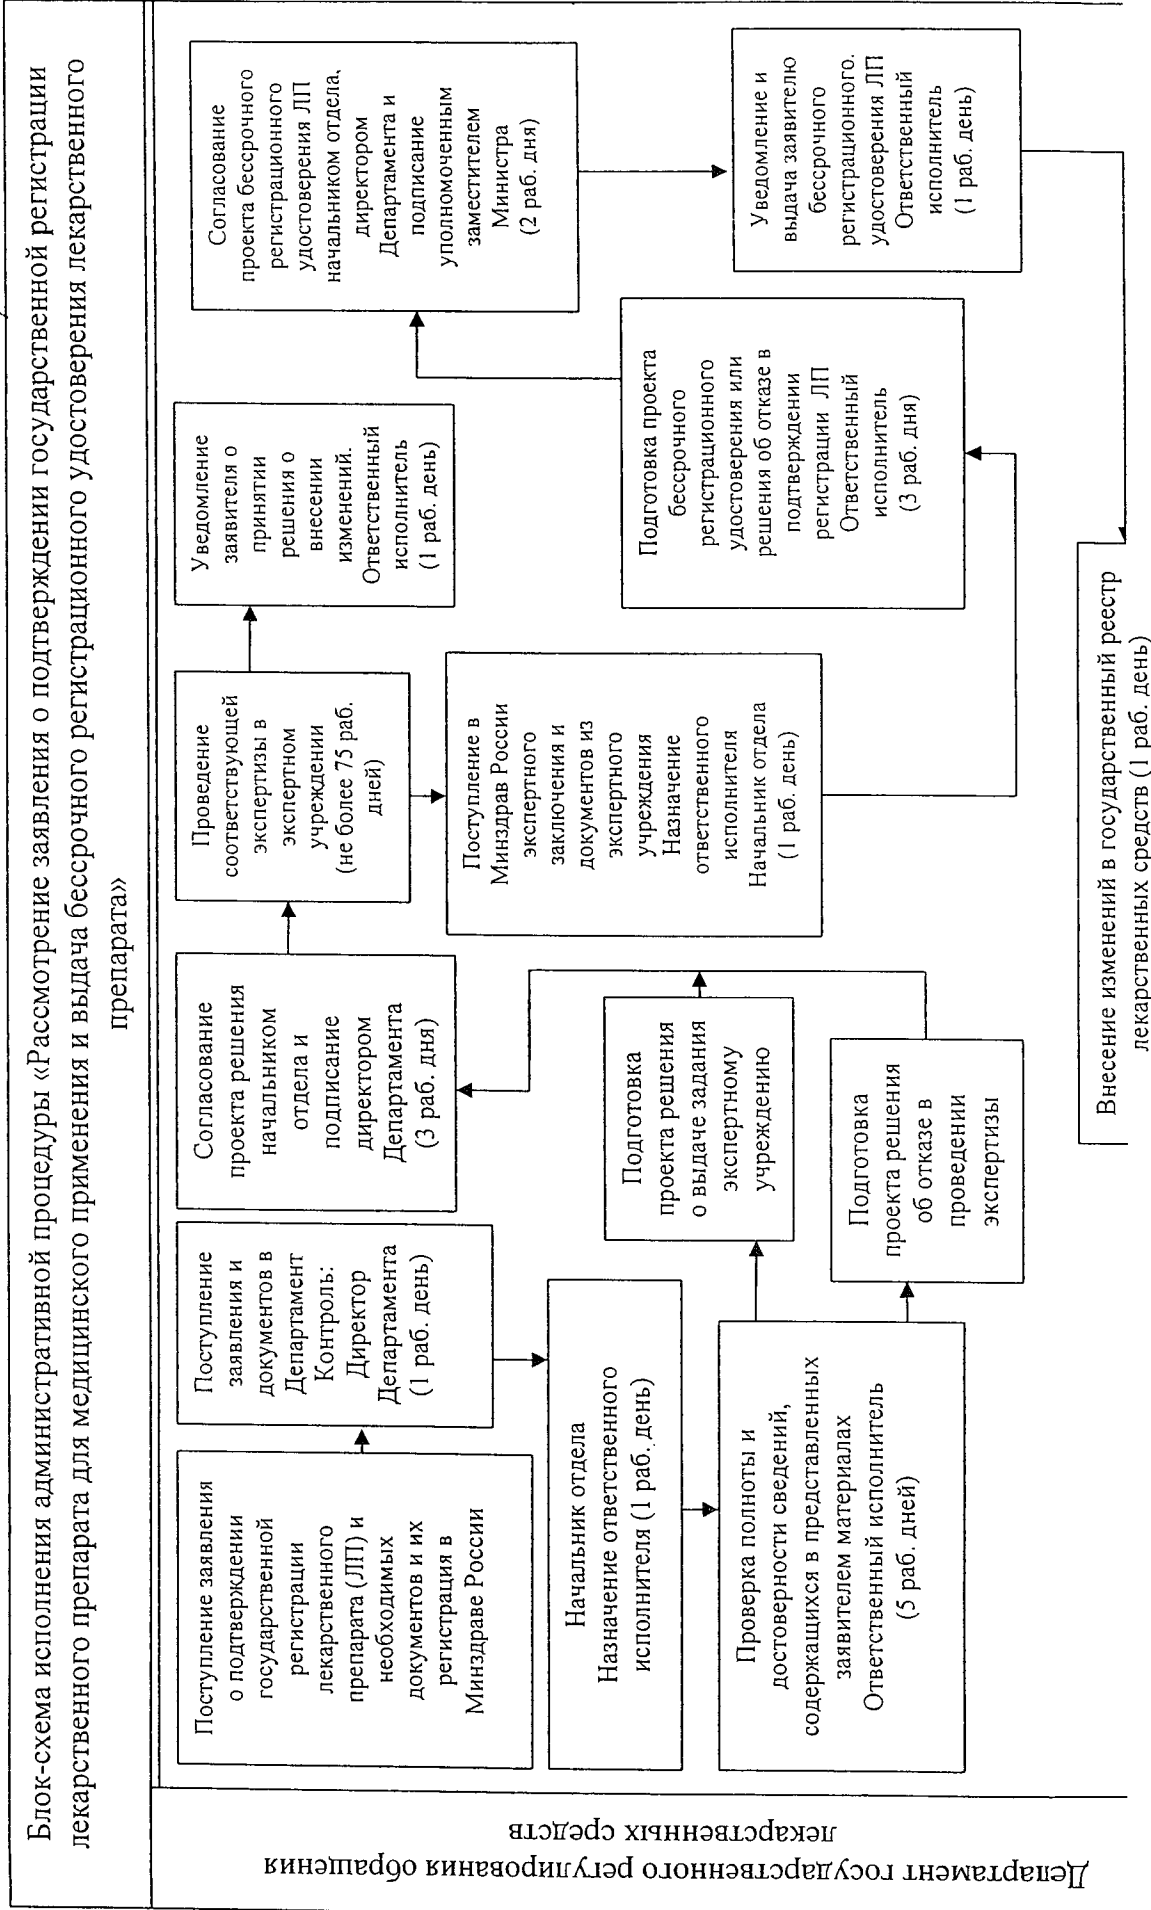 Блок-схема исполнения административной процедуры «Рассмотрение заявления о подтверждении государственной регистрации
лекарственного препарата для медицинского применения и выдача бессрочного регистрационного удостоверения лекарственного
препарата»
Департамент государственного регулирования обращения
лекарственных средств
Поступление заявления
о подтверждении
государственной
регистрации
лекарственного
препарата (ЛП) и
необходимых
документов и их
регистрация в
Минздраве России
Поступление
заявления и
документов в
Департамент
Контроль:
Директор
Департамента
(1 раб. день)
Начальник отдела
Назначение ответственного
исполнителя (1 раб. день)
Проверка полноты и
достоверности сведений,
содержащихся в представленных
заявителем материалах
Ответственный исполнитель
(5 раб. дней)
Подготовка
проекта решения
о выдаче задания
экспертному
учреждению
Подготовка
проекта решения
об отказе в
проведении
экспертизы
Согласование
проекта решения
начальником
отдела и
подписание
директором
Департамента
(3 раб. дня)
Проведение
соответствующей
экспертизы в
экспертном
учреждении
(не более 75 раб.
дней)
Уведомление
заявителя о
принятии
решения о
внесении
изменений.
Ответственный
исполнитель
(1 раб. день)
Поступление в
Минздрав России
экспертного
заключения и
документов из
экспертного
учреждения
Назначение
ответственного
исполнителя
Начальник отдела
(1 раб. день)
Подготовка проекта
бессрочного
регистрационного
удостоверения или
решения об отказе в
подтверждении
регистрации ЛП
Ответственный
исполнитель
(3 раб. дня)
Согласование
проекта бессрочного
регистрационного
удостоверения ЛП
начальником отдела,
директором
Департамента и
подписание
уполномоченным
заместителем
Министра
(2 раб. дня)
Уведомление и
выдача заявителю
бессрочного
регистрационного.
удостоверения ЛП
Ответственный
исполнитель
(1 раб. день)
Внесение изменений в государственный реестр
лекарственных средств (1 раб. день)